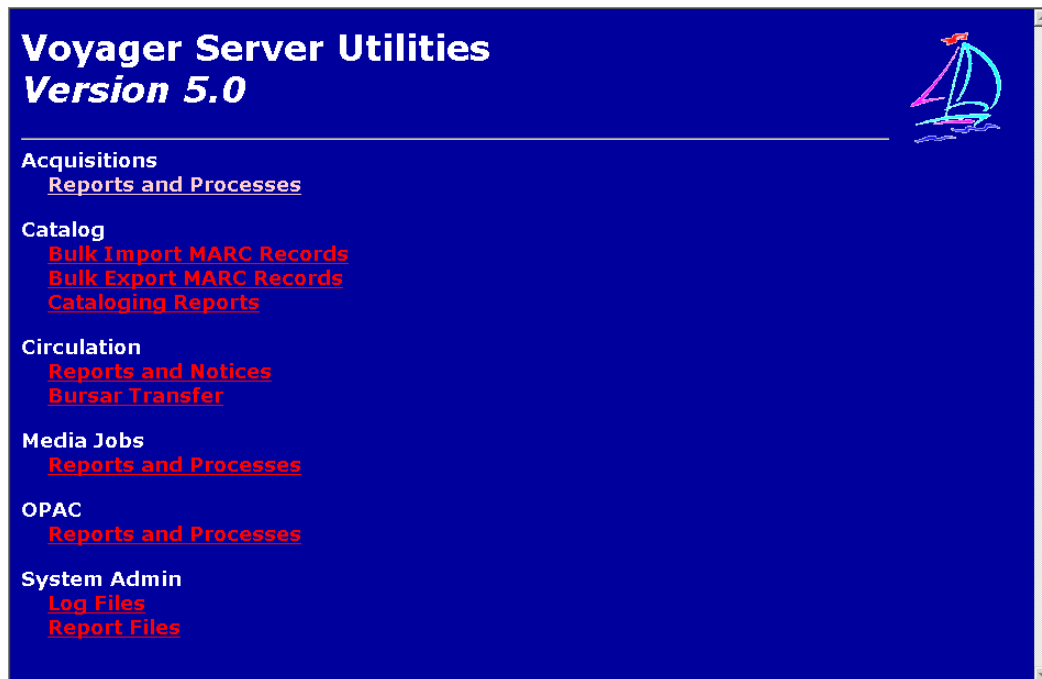 Voyager Server Utilities
Version 5.0
Acquisitions
Reports and Processes
Catalog
Bulk Import MARC Records
Bulk Export MARC Records
Cataloging Reports
Circulation
Reports and Notices
Bursar Transfer
Media Jobs
Reports and Processes
OPAC
Reports and Processes
System Admin
Log Files
Report Files